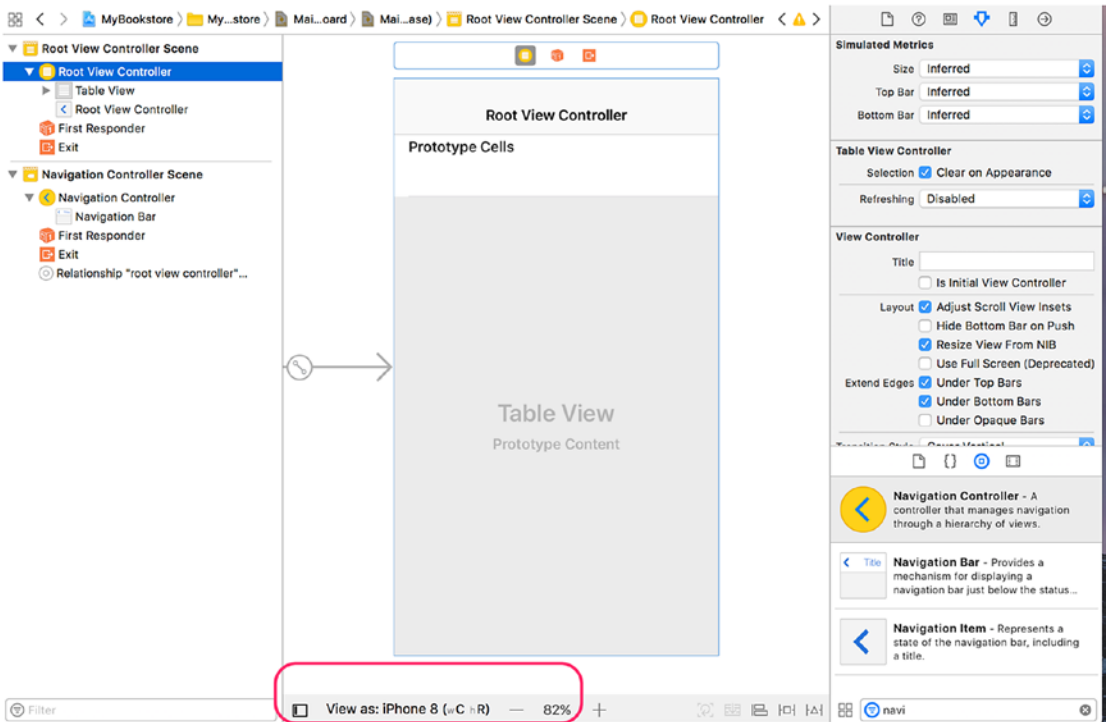 MyBookstore
My...store
Mai...oard
Mai...ase)
Root View Controller Scene
Root View Controller
Root View Controller Scene
Root View Controller
Table View
Root View Controller
First Responder
Exit
Navigation Controller Scene
Navigation Controller
Navigation Bar
First Responder
Exit
Relationship "root view controller"...
Filter
Root View Controller
Prototype Cells
Table View
Prototype Content
View as: iPhone 8 (wC hR) — 82% +
Simulated Metrics
Size Inferred
Top Bar Inferred
Bottom Bar Inferred
Table View Controller
Selection Clear on Appearance
Refreshing Disabled
View Controller
Title
Is Initial View Controller
Layout Adjust Scroll View Insets
Hide Bottom Bar on Push
Resize View From NIB
Use Full Screen (Deprecated)
Extend Edges Under Top Bars
Under Bottom Bars
Under Opaque Bars
Navigation Controller - A
controller that manages navigation
through a hierarchy of views.
Title
Navigation Bar - Provides a
mechanism for displaying a
navigation bar just below the status...
Navigation Item - Represents a
state of the navigation bar, including
a title.
navi